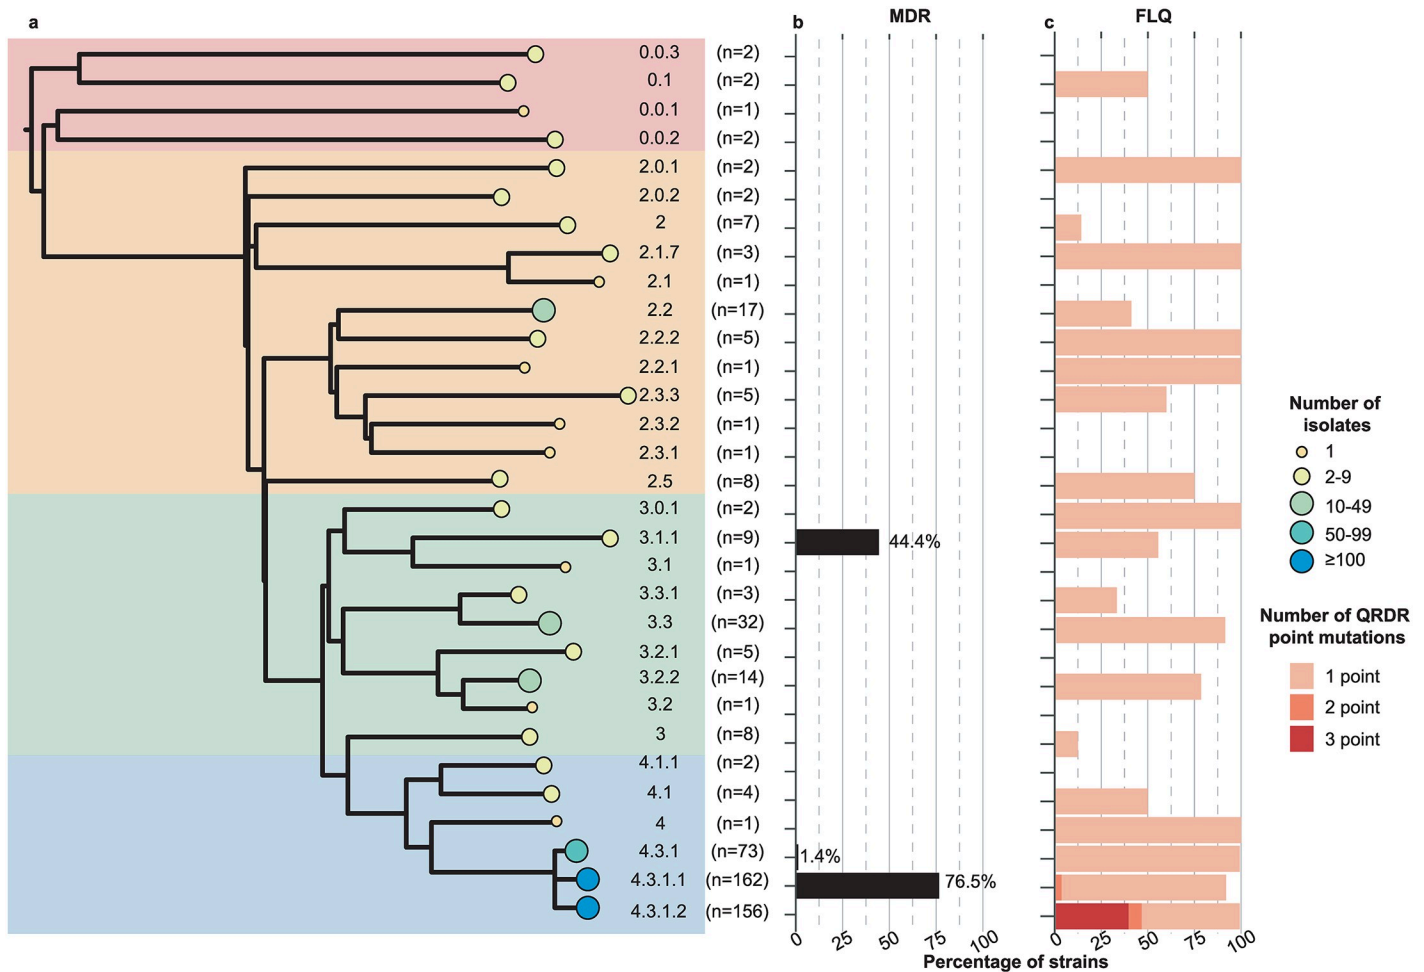 a
b
MDR
c
FLQ
0.0.3 (n=2)
0.1 (n=2)
0.0.1 (n=1)
0.0.2 (n=2)
2.0.1 (n=2)
2.0.2 (n=2)
2 (n=7)
2.1.7 (n=3)
2.1 (n=1)
2.2 (n=17)
2.2.2 (n=5)
2.2.1 (n=1)
2.3.3 (n=5)
2.3.2 (n=1)
2.3.1 (n=1)
2.5 (n=8)
3.0.1 (n=2)
3.1.1 (n=9) 44.4%
3.1 (n=1)
3.3.1 (n=3)
3.3 (n=32)
3.2.1 (n=5)
3.2.2 (n=14)
3.2 (n=1)
3 (n=8)
4.1.1 (n=2)
4.1 (n=4)
4 (n=1)
4.3.1 (n=73) 1.4%
4.3.1.1 (n=162) 76.5%
4.3.1.2 (n=156)
0 25 50 75 100
0 25 50 75 100
Percentage of strains
Number of
isolates
1
2-9
10-49
50-99
≥100
Number of QRDR
point mutations
1 point
2 point
3 point